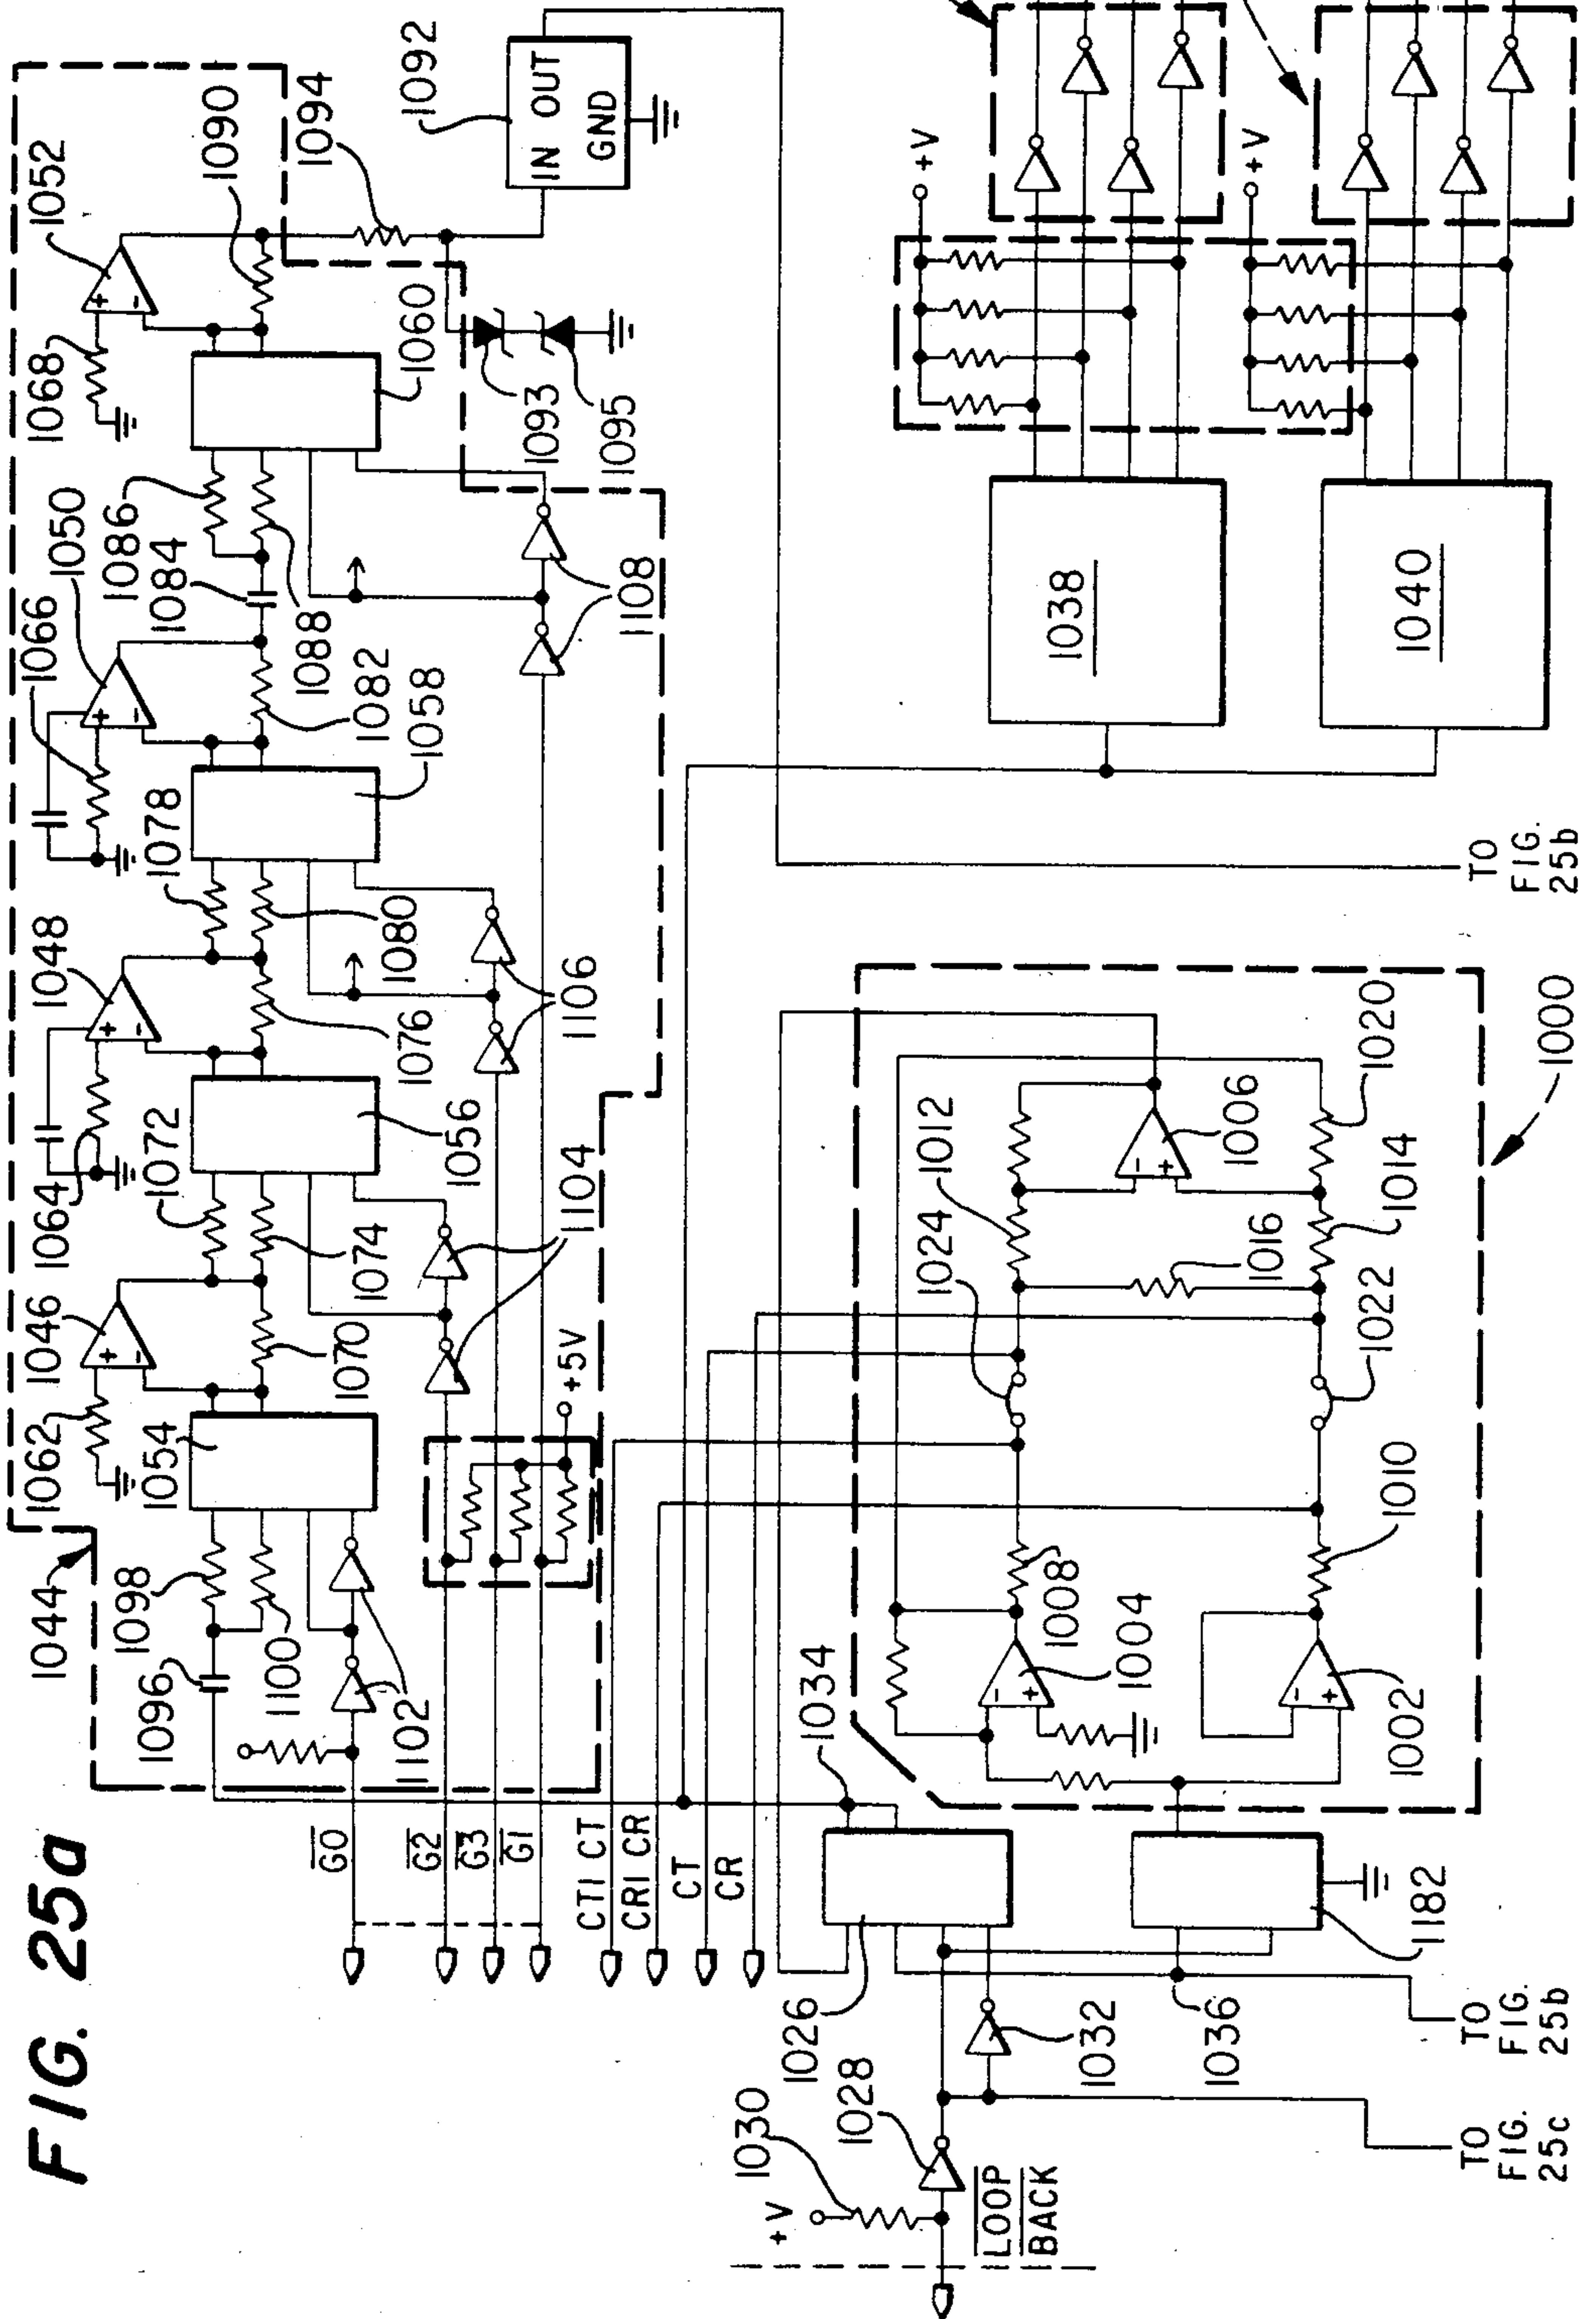 FIG. 25a
1044
1096
1098
1100
1102
1054
1062
1046
1070
1064
1072
1074
1056
1048
1076
1078
1080
1066
1050
1082
1058
1084
1086
1088
1068
1052
1060
1090
1094
1092
IN OUT
GND
1093
1095
1104
1106
1108
+5V
G0
G2
G3
G1
CT1 CT
CR1 CR
CT
CR
+V
1030
1028
LOOP
BACK
1026
1032
1034
1036
1182
TO
FIG.
25c
TO
FIG.
25b
1004
1008
1002
1010
1024
1012
1006
1016
1022
1014
1020
1000
TO
FIG.
25b
1038
1040
+V
+V
+
-
+
-
+
-
+
-
-
+
-
+
-
+